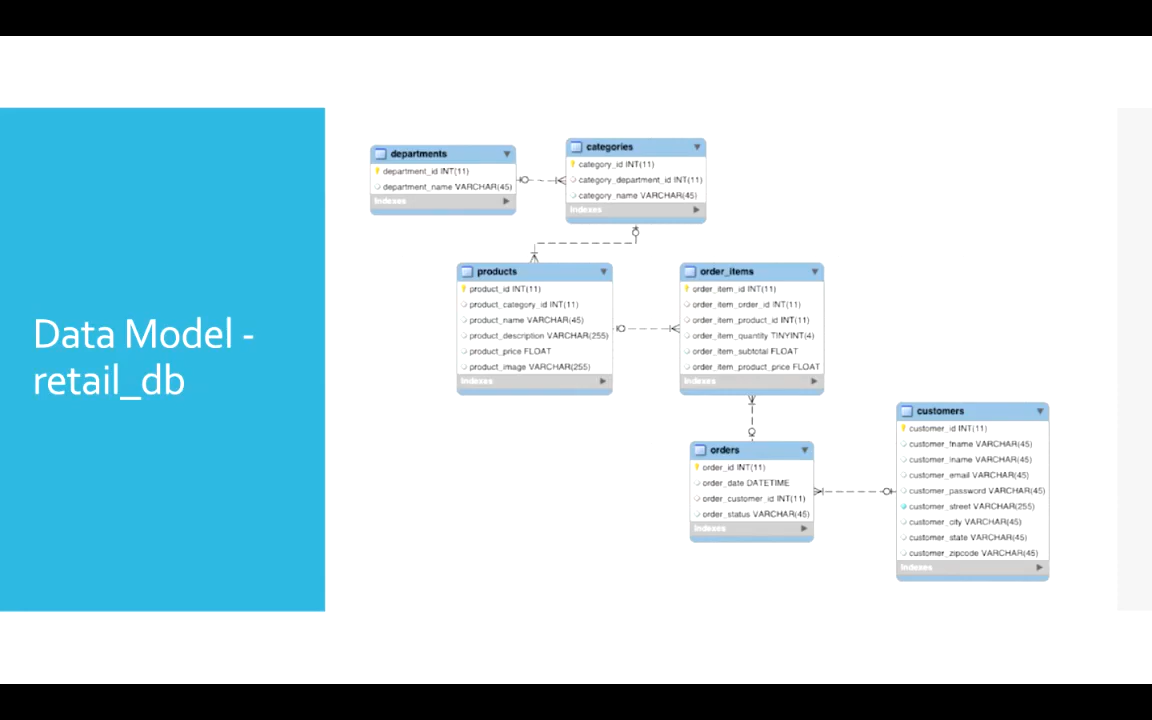 Data Model -
retail_db
departments
department_id INT(11)
department_name VARCHAR(45)
Indexes
categories
category_id INT(11)
category_department_id INT(11)
category_name VARCHAR(45)
Indexes
products
product_id INT(11)
product_category_id INT(11)
product_name VARCHAR(45)
product_description VARCHAR(255)
product_price FLOAT
product_image VARCHAR(255)
Indexes
order_items
order_item_id INT(11)
order_item_order_id INT(11)
order_item_product_id INT(11)
order_item_quantity TINYINT(4)
order_item_subtotal FLOAT
order_item_product_price FLOAT
Indexes
orders
order_id INT(11)
order_date DATETIME
order_customer_id INT(11)
order_status VARCHAR(45)
Indexes
customers
customer_id INT(11)
customer_fname VARCHAR(45)
customer_lname VARCHAR(45)
customer_email VARCHAR(45)
customer_password VARCHAR(45)
customer_street VARCHAR(255)
customer_city VARCHAR(45)
customer_state VARCHAR(45)
customer_zipcode VARCHAR(45)
Indexes